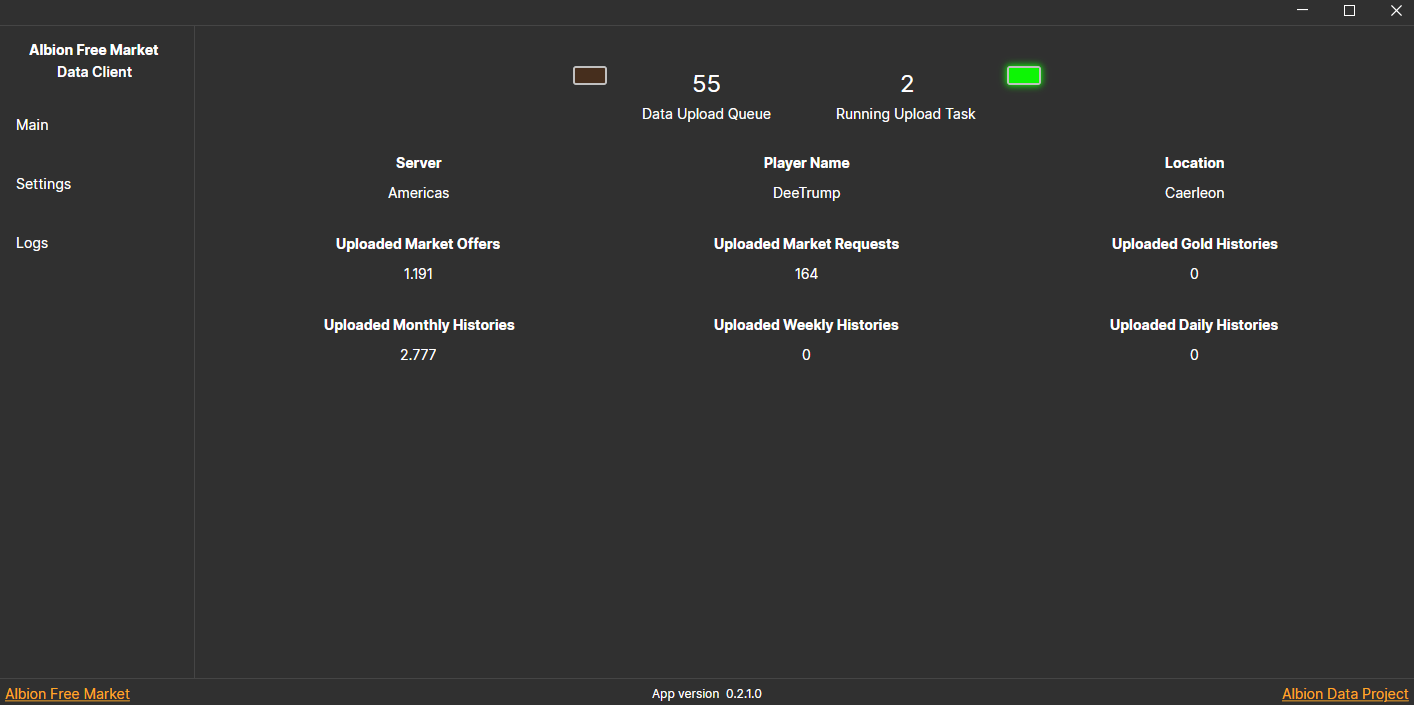 Albion Free Market
Data Client
Main
Settings
Logs
55
Data Upload Queue
2
Running Upload Task
Server
Americas
Player Name
DeeTrump
Location
Caerleon
Uploaded Market Offers
1.191
Uploaded Market Requests
164
Uploaded Gold Histories
0
Uploaded Monthly Histories
2.777
Uploaded Weekly Histories
0
Uploaded Daily Histories
0
Albion Free Market
App version 0.2.1.0
Albion Data Project